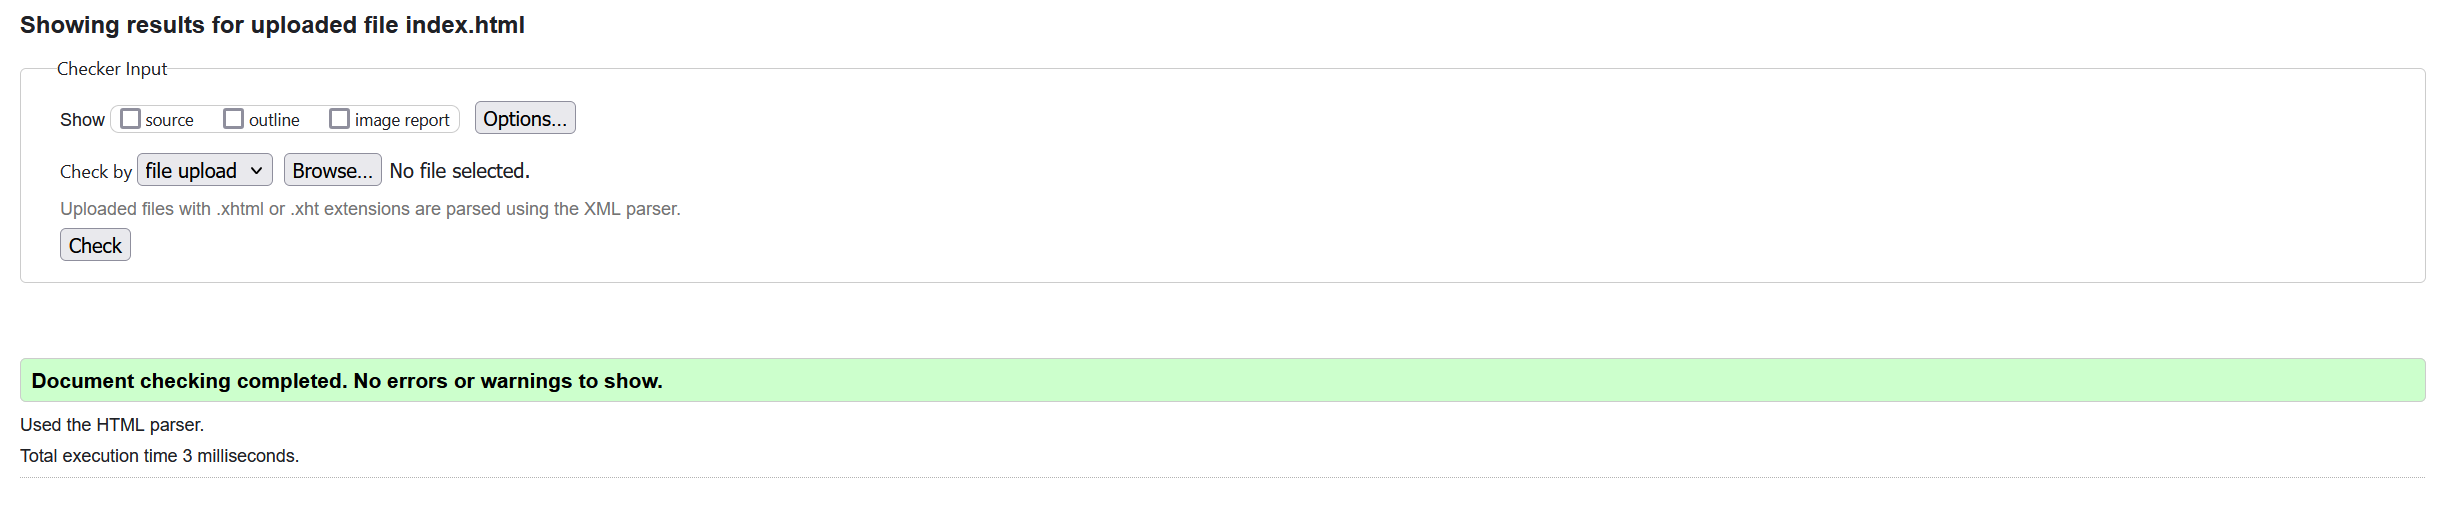 Showing results for uploaded file index.html
Checker Input
Show source outline image report Options...
Check by file upload Browse... No file selected.
Uploaded files with .xhtml or .xht extensions are parsed using the XML parser.
Check
Document checking completed. No errors or warnings to show.
Used the HTML parser.
Total execution time 3 milliseconds.